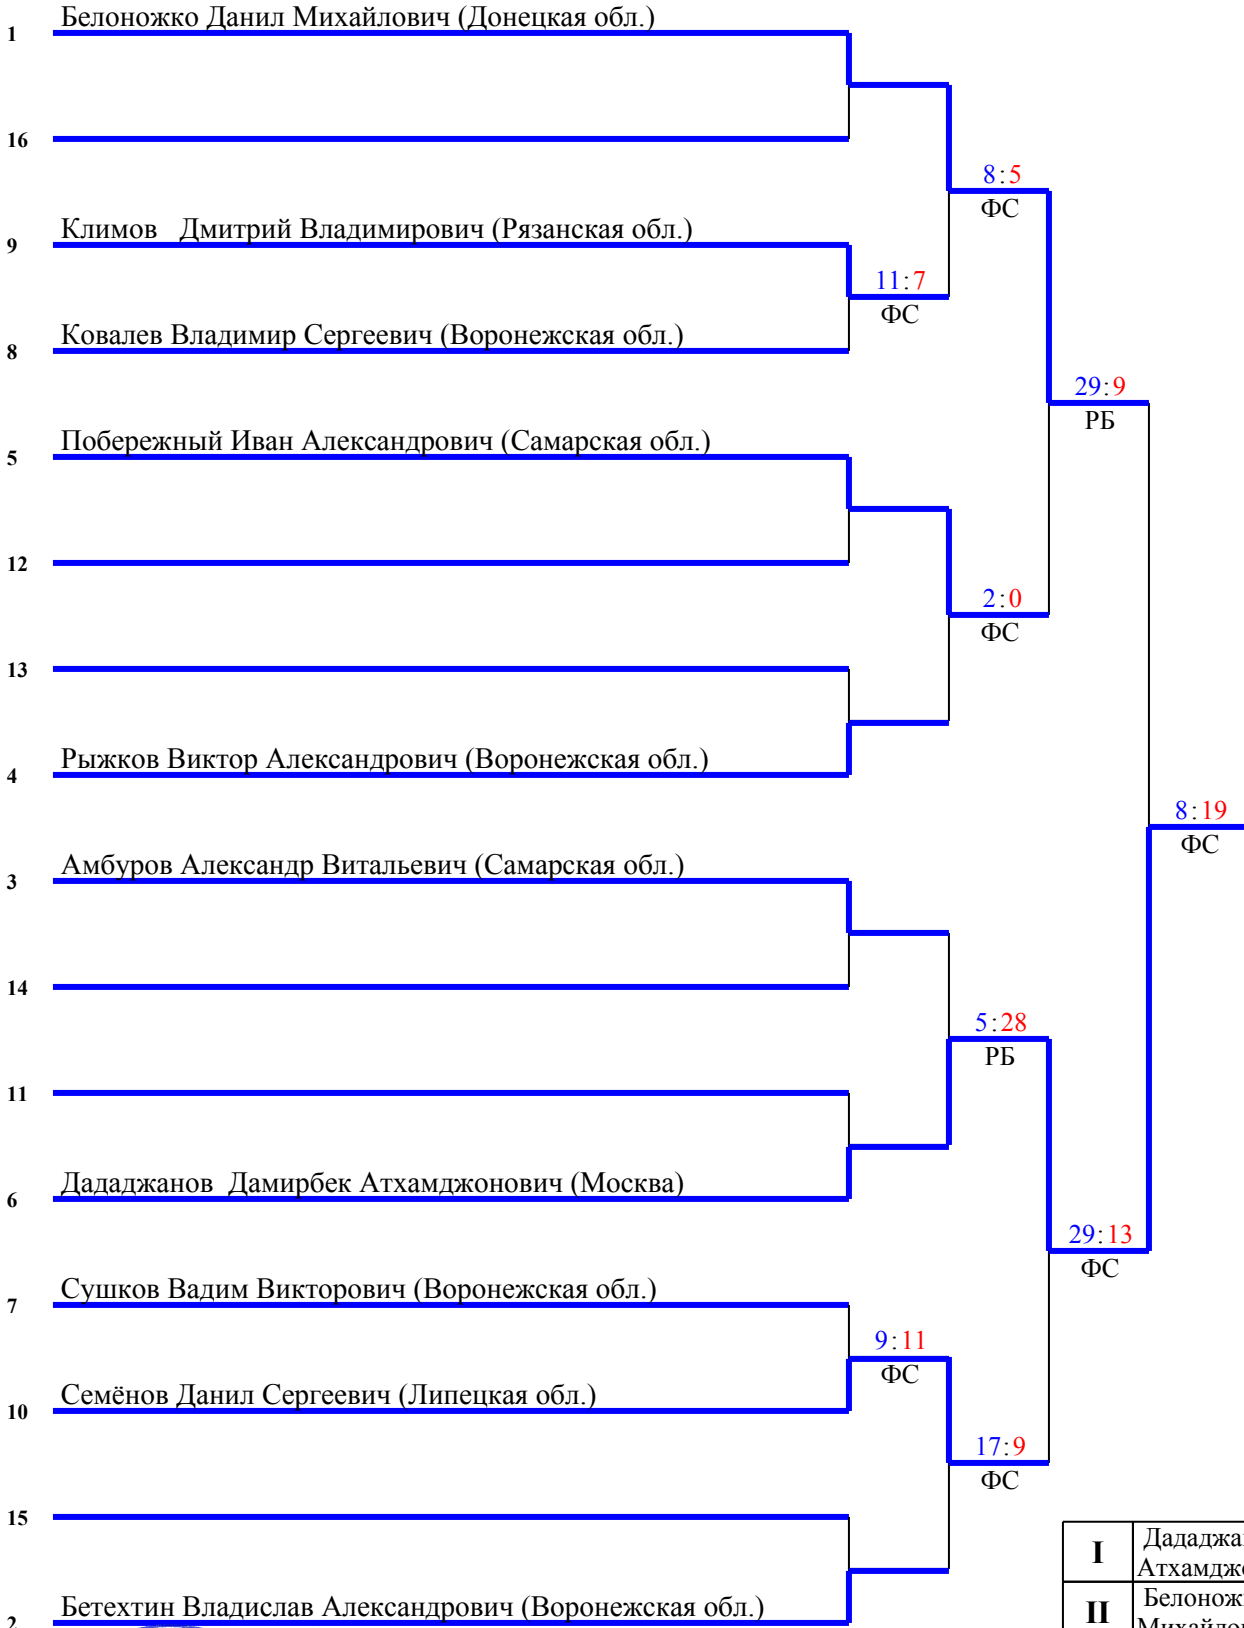 Белоножко Данил Михайлович (Донецкая обл.)
1
16
8:5
ФС
Климов Дмитрий Владимирович (Рязанская обл.)
9
11:7
ФС
Ковалев Владимир Сергеевич (Воронежская обл.)
8
29:9
РБ
Побережный Иван Александрович (Самарская обл.)
5
12
2:0
ФС
13
Рыжков Виктор Александрович (Воронежская обл.)
4
8:19
ФС
Амбуров Александр Витальевич (Самарская обл.)
3
14
5:28
РБ
11
Дададжанов Дамирбек Атхамджонович (Москва)
6
29:13
ФС
Сушков Вадим Викторович (Воронежская обл.)
7
9:11
ФС
Семёнов Данил Сергеевич (Липецкая обл.)
10
17:9
ФС
15
I
Бетехтин Владислав Александрович (Воронежская обл.)
2
II